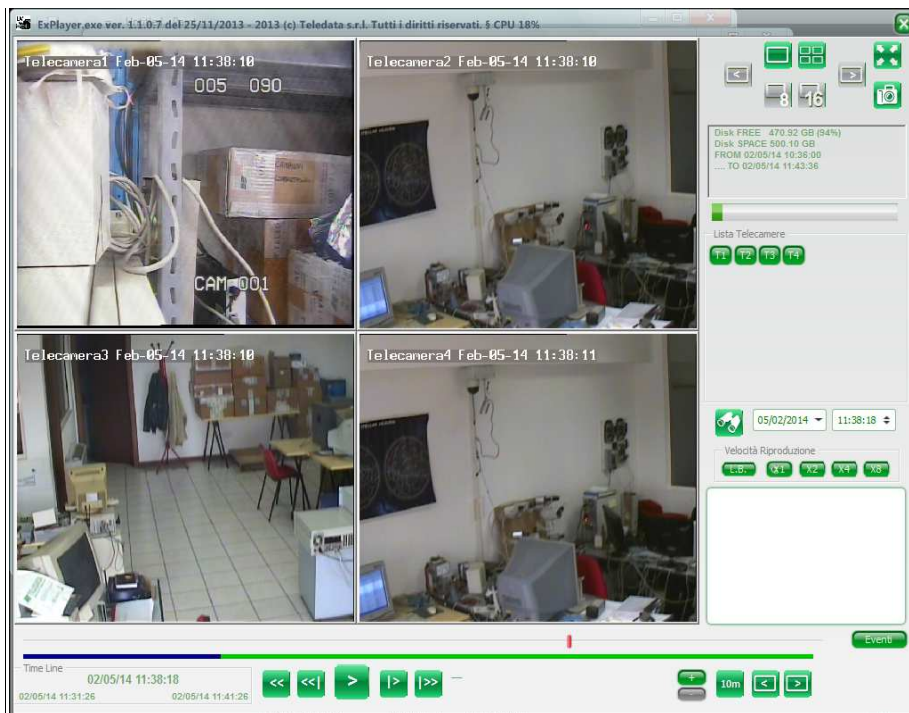 ExPlayer,exe ver. 1.1.0.7 del 25/11/2013 - 2013 (c) Teledata s.r.l. Tutti i diritti riservati. § CPU 18%
Telecamera1 Feb-05-14 11:38:10
005 090
CAM 001
Telecamera2 Feb-05-14 11:38:10
Telecamera3 Feb-05-14 11:38:10
Telecamera4 Feb-05-14 11:38:11
<
>
8
16
Disk FREE 470.92 GB (94%)
Disk SPACE 500.10 GB
FROM 02/05/14 10:36:00
.... TO 02/05/14 11:43:36
Lista Telecamere
T1 T2 T3 T4
05/02/2014
11:38:18
Velocità Riproduzione
L.B. X1 X2 X4 X8
Eventi
Time Line
02/05/14 11:38:18
02/05/14 11:31:26 02/05/14 11:41:26
<< <<| > |> |>>
+
-
10m
< >